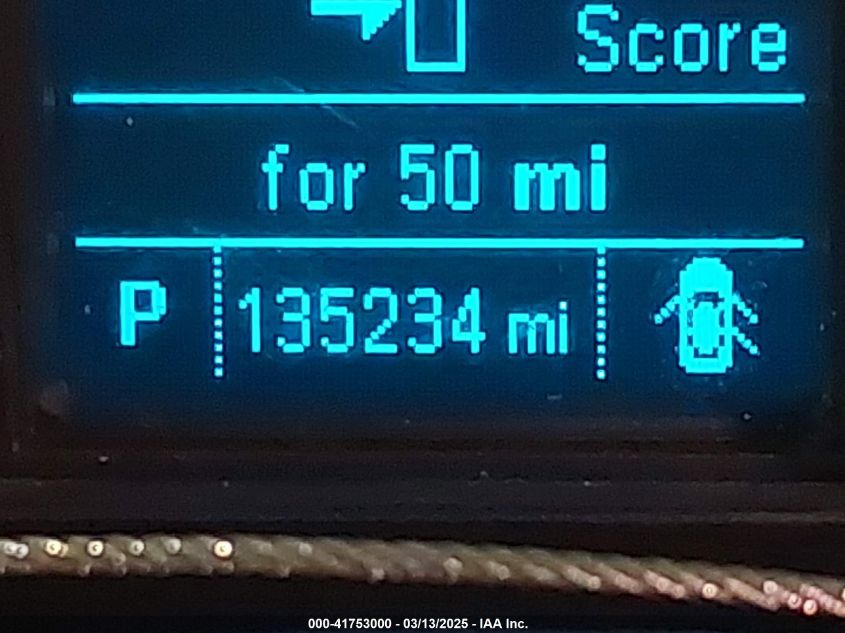 Score
for 50 mi
P 135234 mi
000-41753000 - 03/13/2025 - IAA Inc.